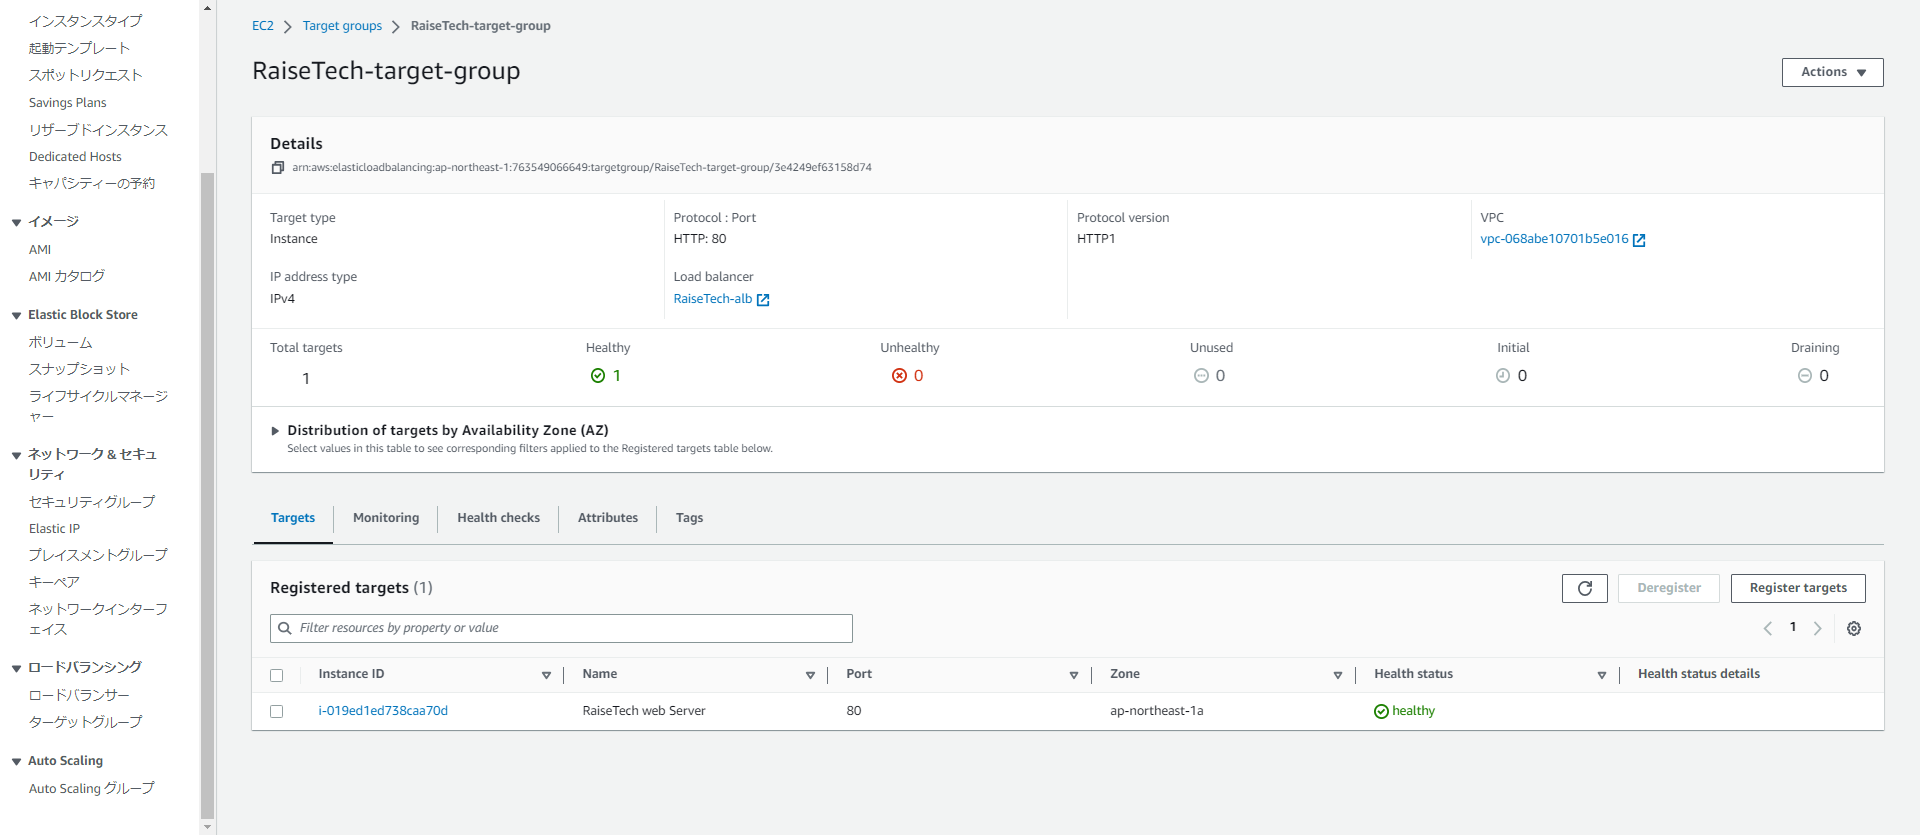 インスタンスタイプ
起動テンプレート
スポットリクエスト
Savings Plans
リザーブドインスタンス
Dedicated Hosts
キャパシティーの予約
イメージ
AMI
AMI カタログ
Elastic Block Store
ボリューム
スナップショット
ライフサイクルマネージ
ャー
ネットワーク & セキュ
リティ
セキュリティグループ
Elastic IP
プレイスメントグループ
キーペア
ネットワークインターフ
ェイス
ロードバランシング
ロードバランサー
ターゲットグループ
Auto Scaling
Auto Scaling グループ
EC2 > Target groups > RaiseTech-target-group
RaiseTech-target-group
Actions
Details
arn:aws:elasticloadbalancing:ap-northeast-1:763549066649:targetgroup/RaiseTech-target-group/3e4249ef63158d74
Target type
Instance
Protocol : Port
HTTP: 80
Protocol version
HTTP1
VPC
vpc-068abe10701b5e016
IP address type
IPv4
Load balancer
RaiseTech-alb
Total targets
1
Healthy
1
Unhealthy
0
Unused
0
Initial
0
Draining
0
Distribution of targets by Availability Zone (AZ)
Select values in this table to see corresponding filters applied to the Registered targets table below.
Targets Monitoring Health checks Attributes Tags
Registered targets (1)
Deregister Register targets
Filter resources by property or value
1
Instance ID Name Port Zone Health status Health status details
i-019ed1ed738caa70d RaiseTech web Server 80 ap-northeast-1a healthy